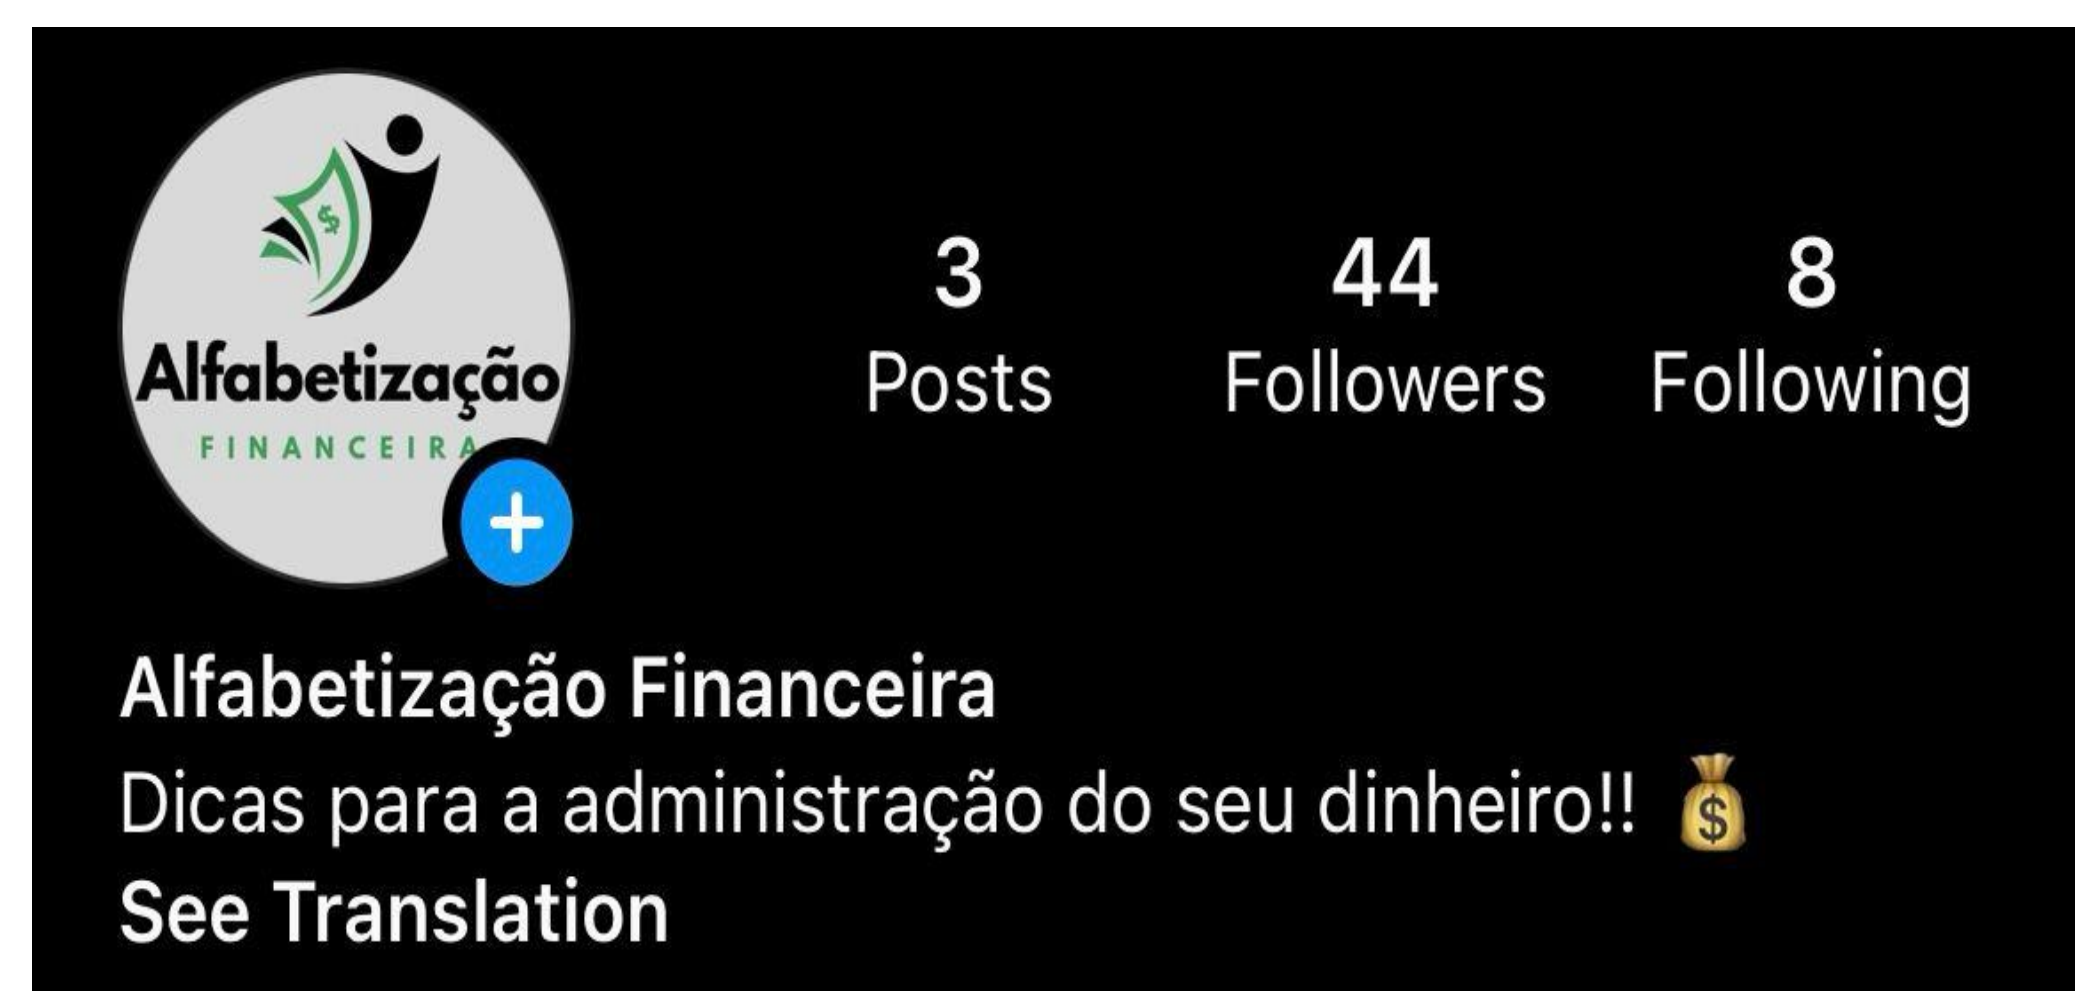 $
Alfabetização
FINANCEIRA
3 44 8
Posts Followers Following
Alfabetização Financeira
Dicas para a administração do seu dinheiro!! 💰
See Translation